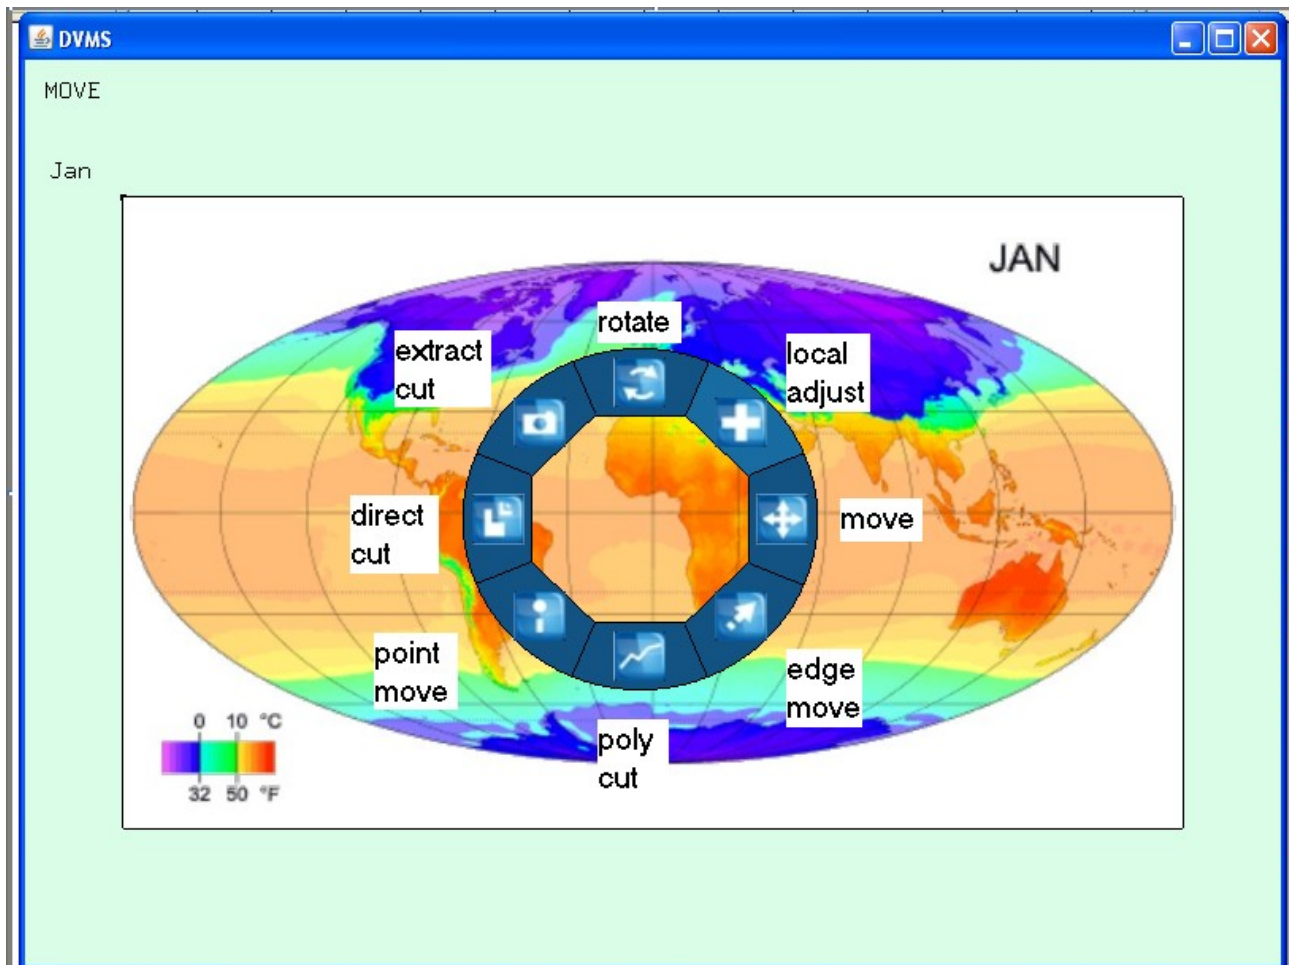 DVMS
MOVE
Jan
JAN
rotate
extract
cut
local
adjust
direct
cut
move
point
move
edge
move
poly
cut
0 10 °C
32 50 °F